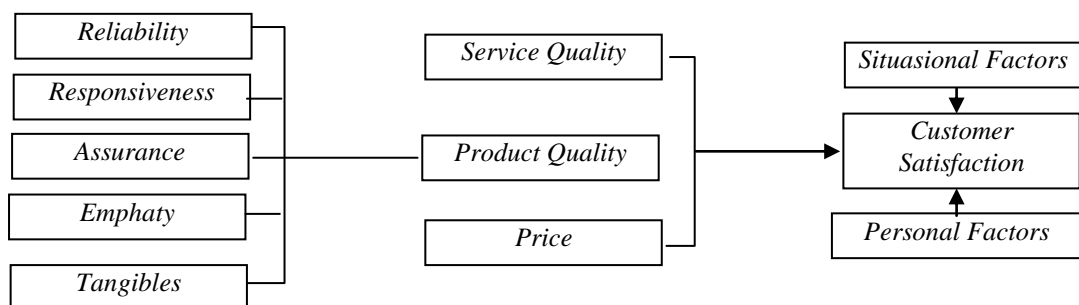 Reliability
Responsiveness
Assurance
Emphaty
Tangibles
Service Quality
Product Quality
Price
Situasional Factors
Customer
Satisfaction
Personal Factors